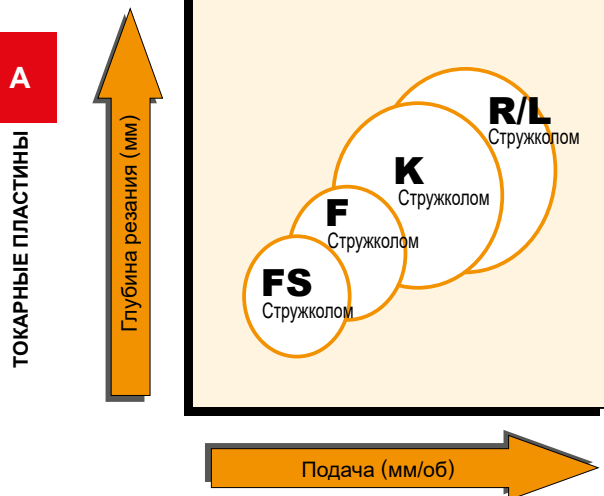 A
ТОКАРНЫЕ ПЛАСТИНЫ
Глубина резания (мм)
R/L
Стружколом
K
Стружколом
F
Стружколом
FS
Стружколом
Подача (мм/об)